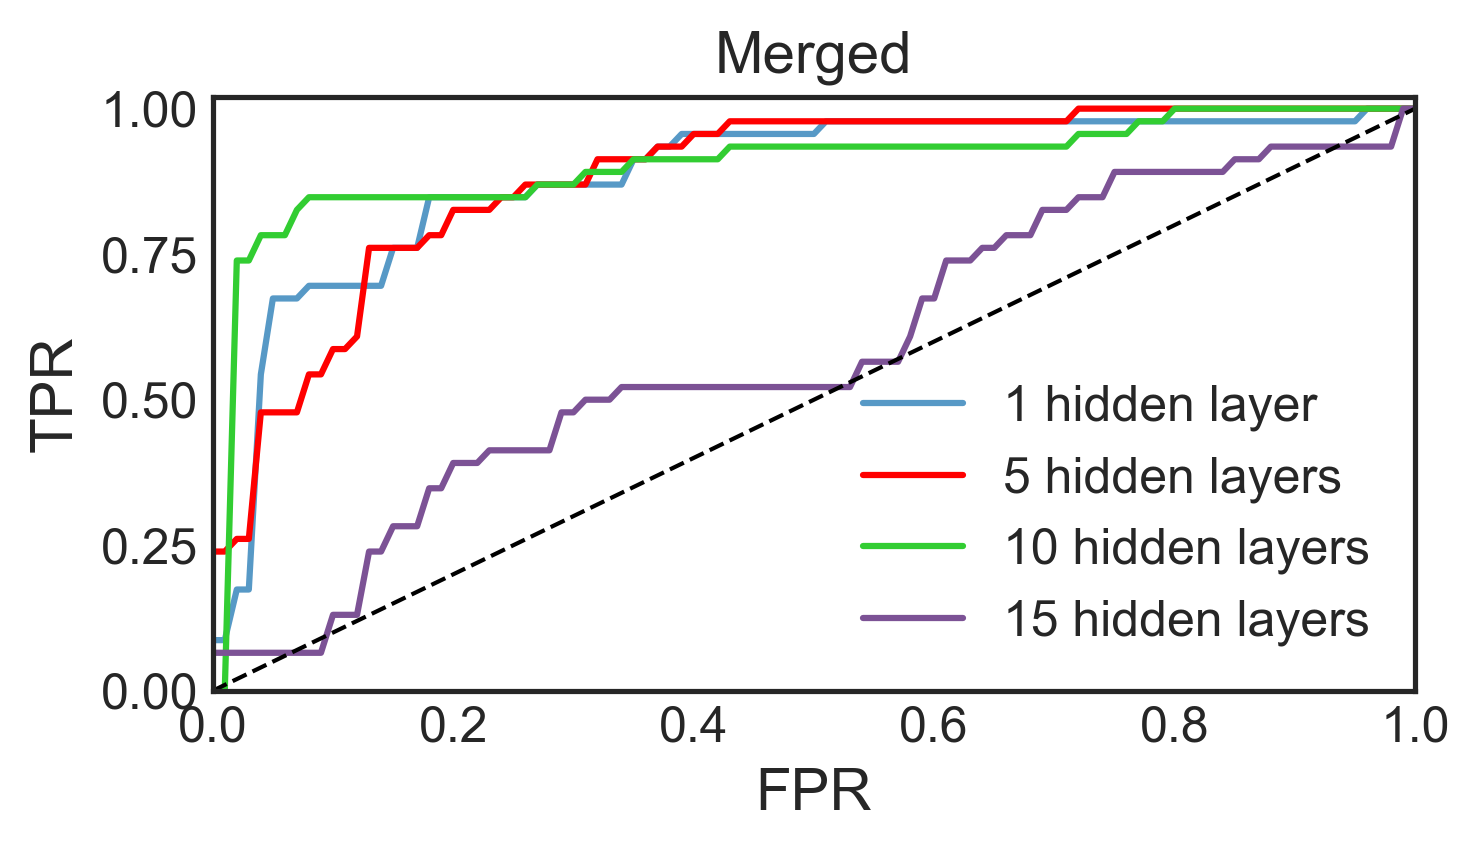 Merged
1.00
0.75
0.50
0.25
0.00
TPR
1 hidden layer
5 hidden layers
10 hidden layers
15 hidden layers
0.0 0.2 0.4 0.6 0.8 1.0
FPR